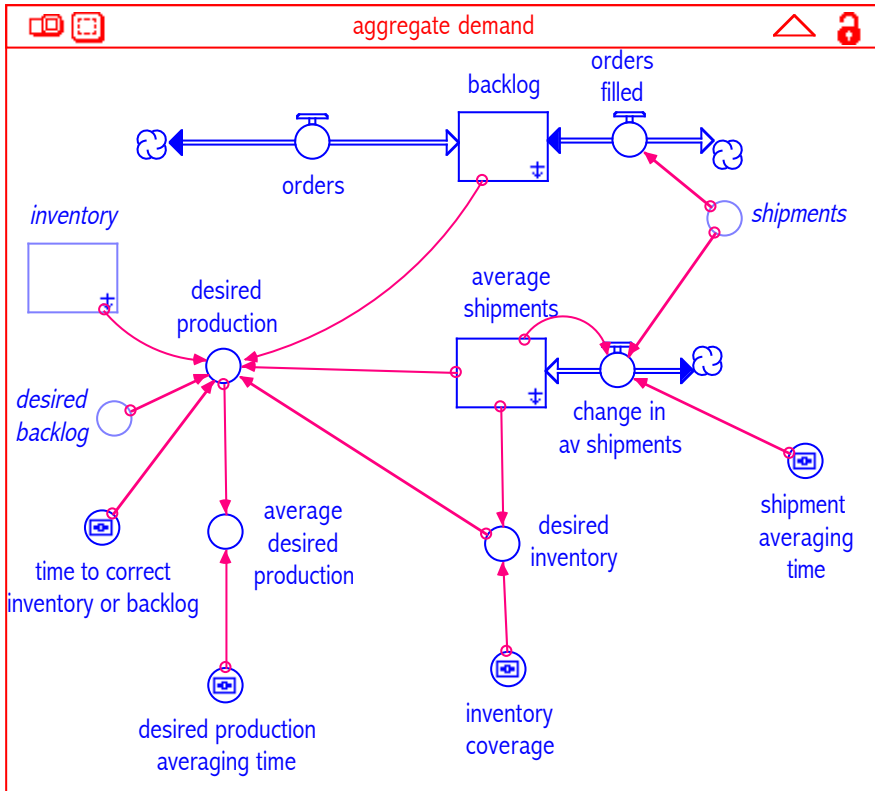 aggregate demand
backlog
orders
filled
orders
inventory
shipments
desired
production
average
shipments
desired
backlog
change in
av shipments
average
desired
production
desired
inventory
shipment
averaging
time
time to correct
inventory or backlog
inventory
coverage
desired production
averaging time